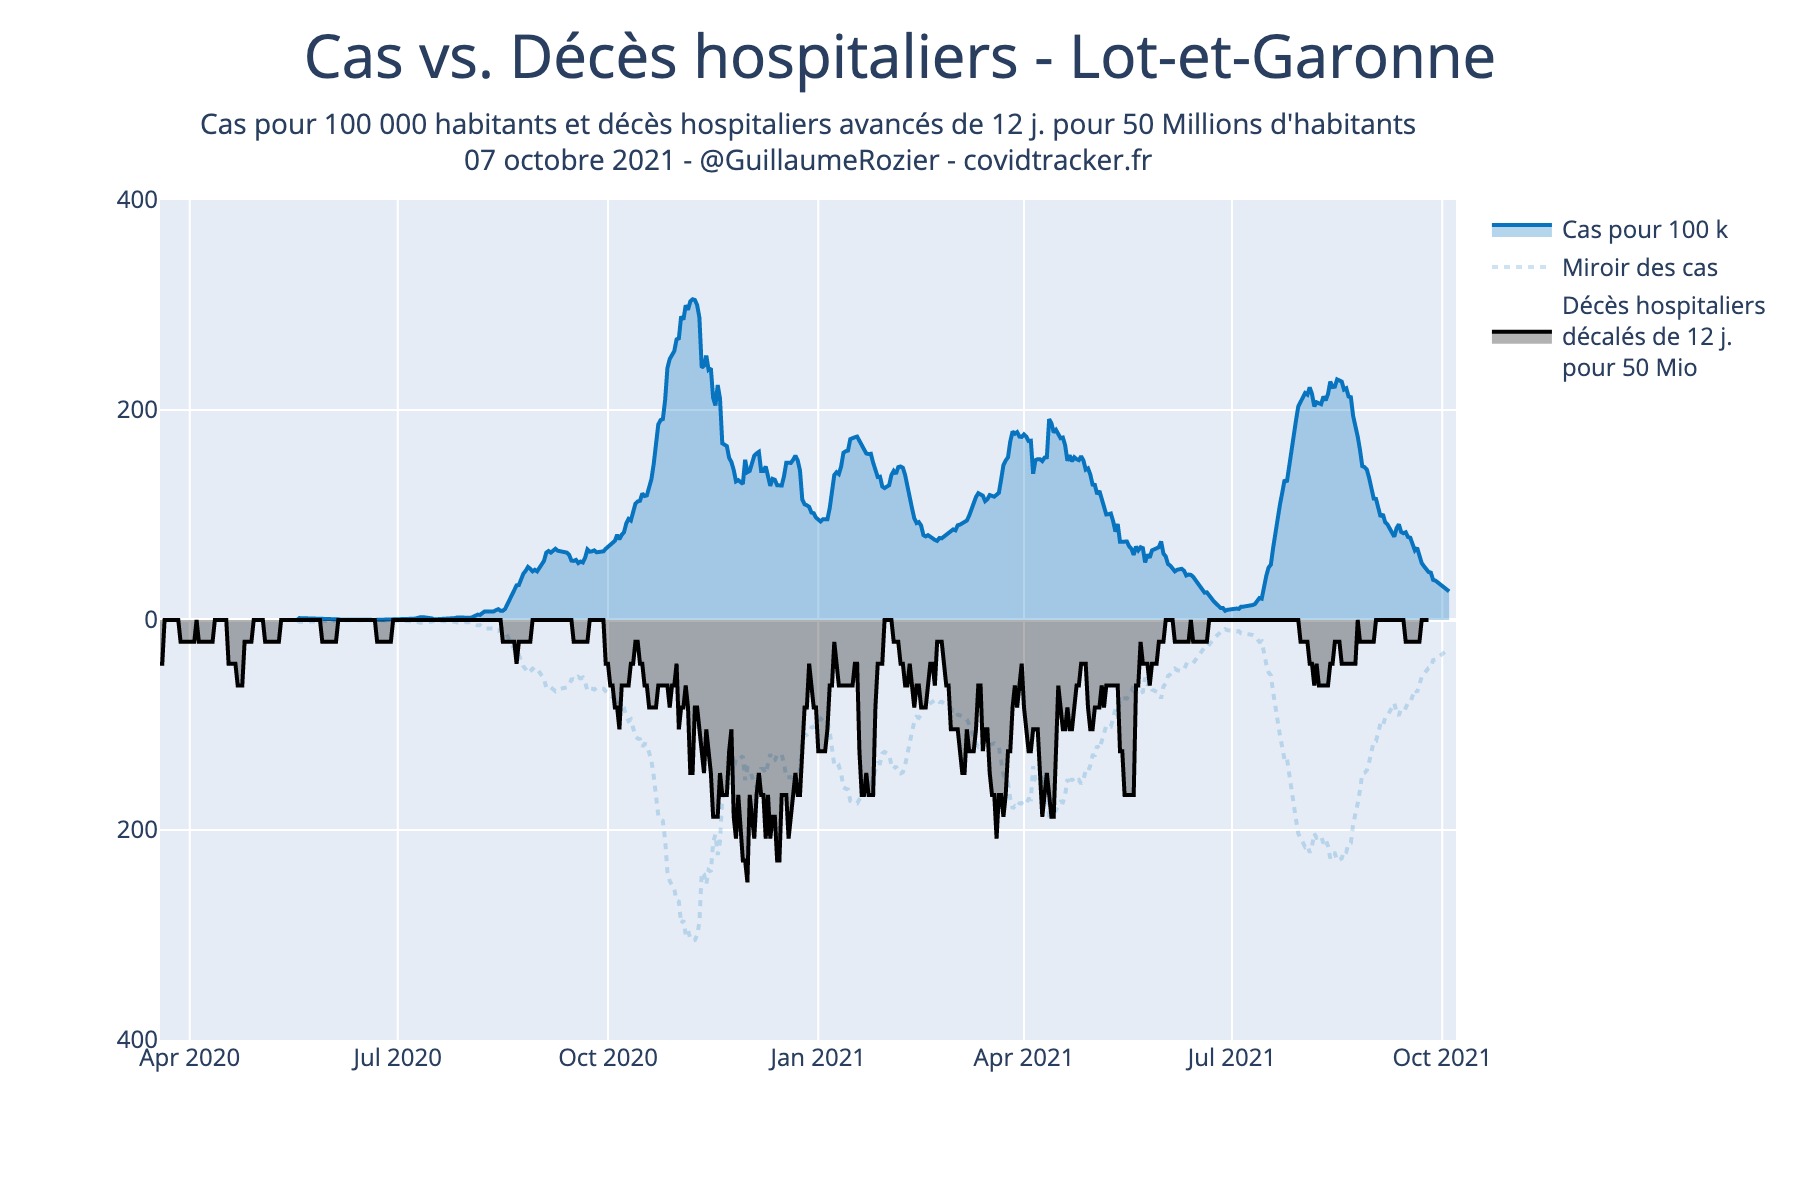 Cas vs. Décès hospitaliers - Lot-et-Garonne
Cas pour 100 000 habitants et décès hospitaliers avancés de 12 j. pour 50 Millions d'habitants
07 octobre 2021 - @GuillaumeRozier - covidtracker.fr
400
200
0
200
400
Apr 2020
Jul 2020
Oct 2020
Jan 2021
Apr 2021
Jul 2021
Oct 2021
Cas pour 100 k
Miroir des cas
Décès hospitaliers
décalés de 12 j.
pour 50 Mio